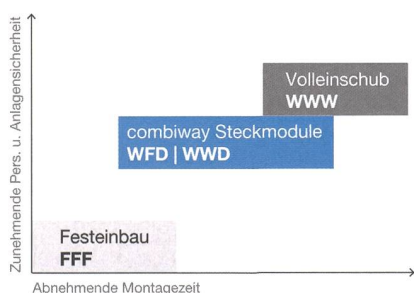 Zunehmende Pers. u. Anlagensicherheit
Volleinschub
WWW
combiway Steckmodule
WFD | WWD
Festeinbau
FFF
Abnehmende Montagezeit